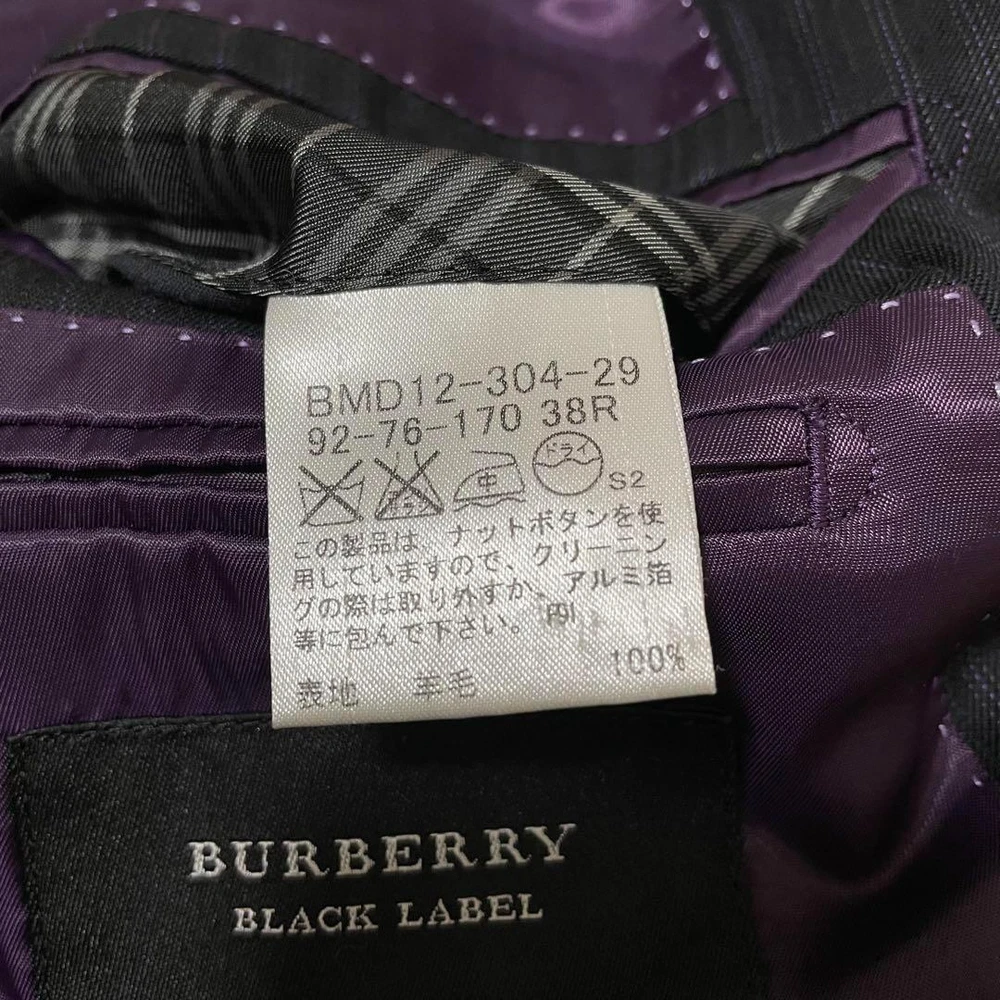 BMD12-304-29
92-76-170 38R
中 ドライ S2
この製品は、ナットボタンを使
用していますので、クリーニン
グの際は取り外すか、アルミ箔
等に包んで下さい。
表地 羊毛 100%
BURBERRY
BLACK LABEL